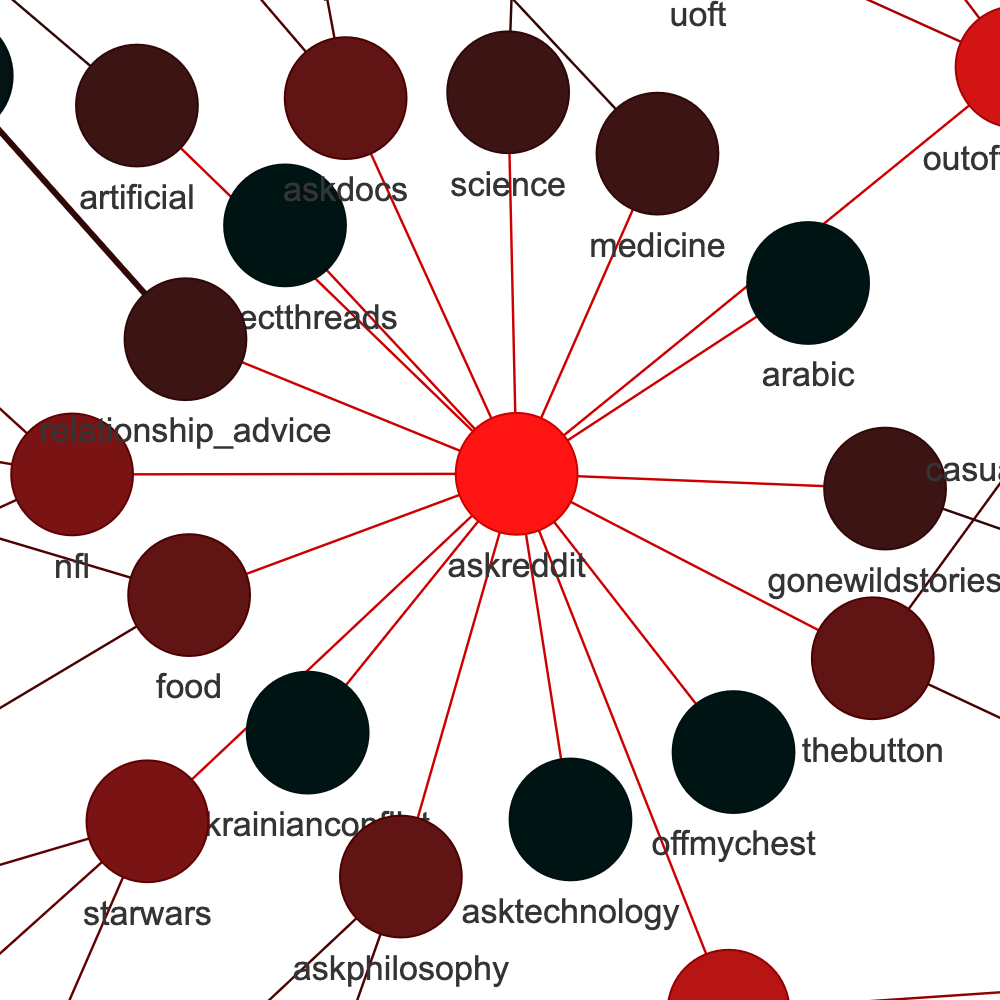 uoft
outof
artificial
askdocs
science
medicine
ectthreads
arabic
relationship_advice
casua
nfl
askreddit
gonewildstories
food
thebutton
krainianconflict
offmychest
starwars
asktechnology
askphilosophy